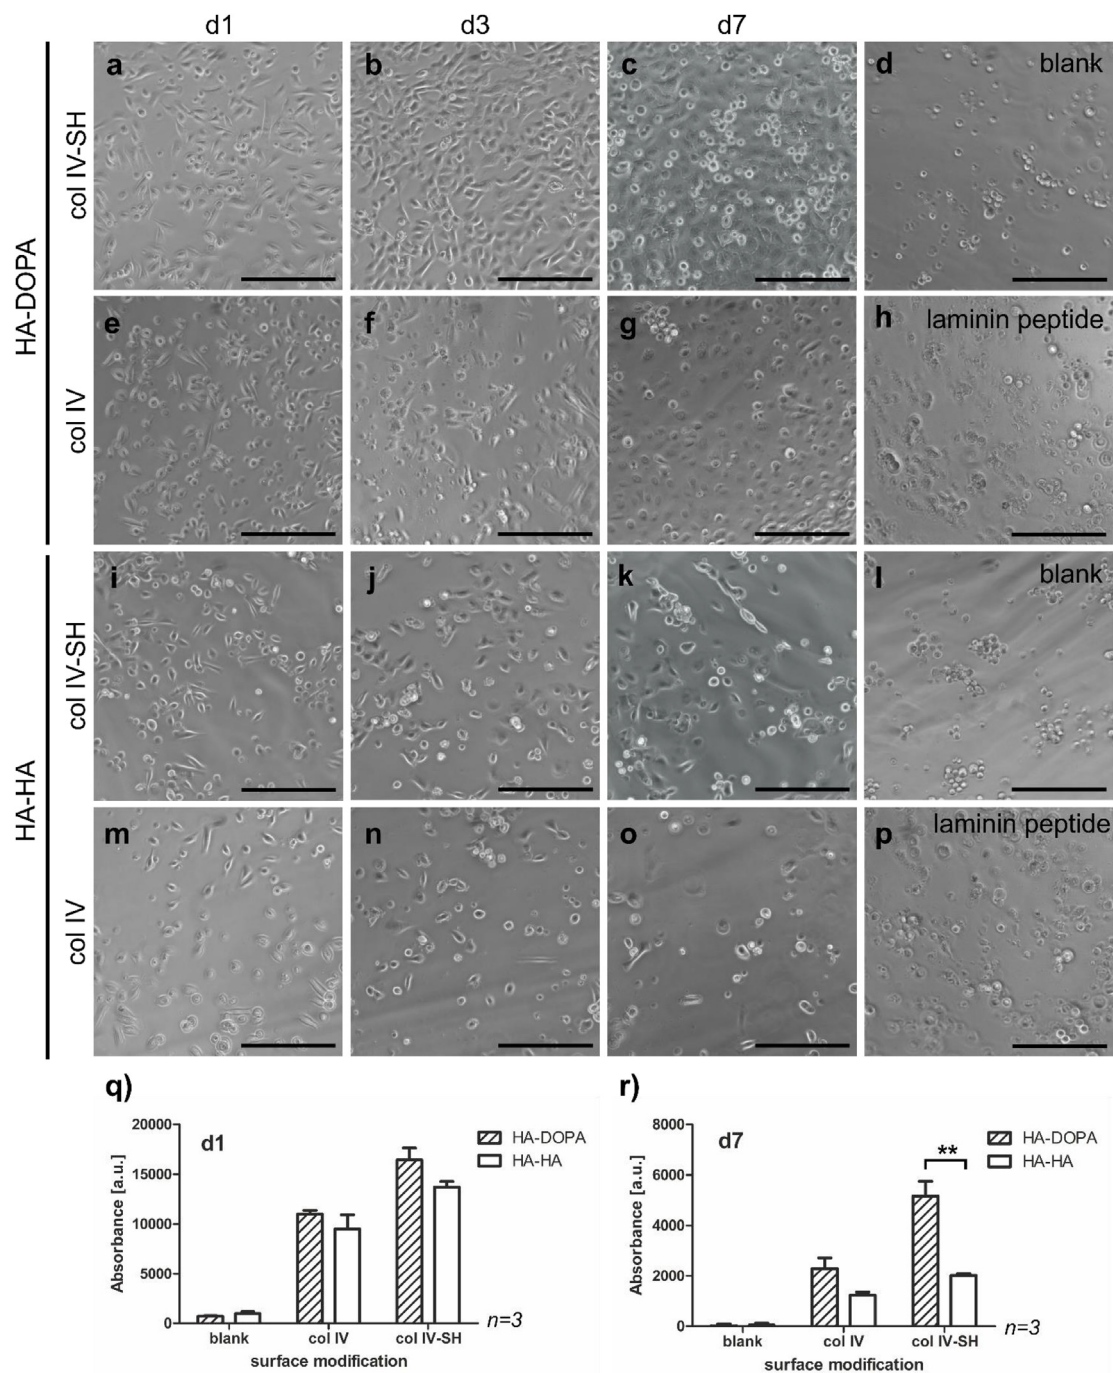 d1 d3 d7
HA-DOPA
col IV-SH
a b c d blank
col IV
e f g h laminin peptide
HA-HA
col IV-SH
i j k l blank
col IV
m n o p laminin peptide
q)
d1
HA-DOPA
HA-HA
Absorbance [a.u.]
20000
15000
10000
5000
0
blank col IV col IV-SH
n=3
surface modification
r)
d7
HA-DOPA
HA-HA
**
Absorbance [a.u.]
8000
6000
4000
2000
0
blank col IV col IV-SH
n=3
surface modification